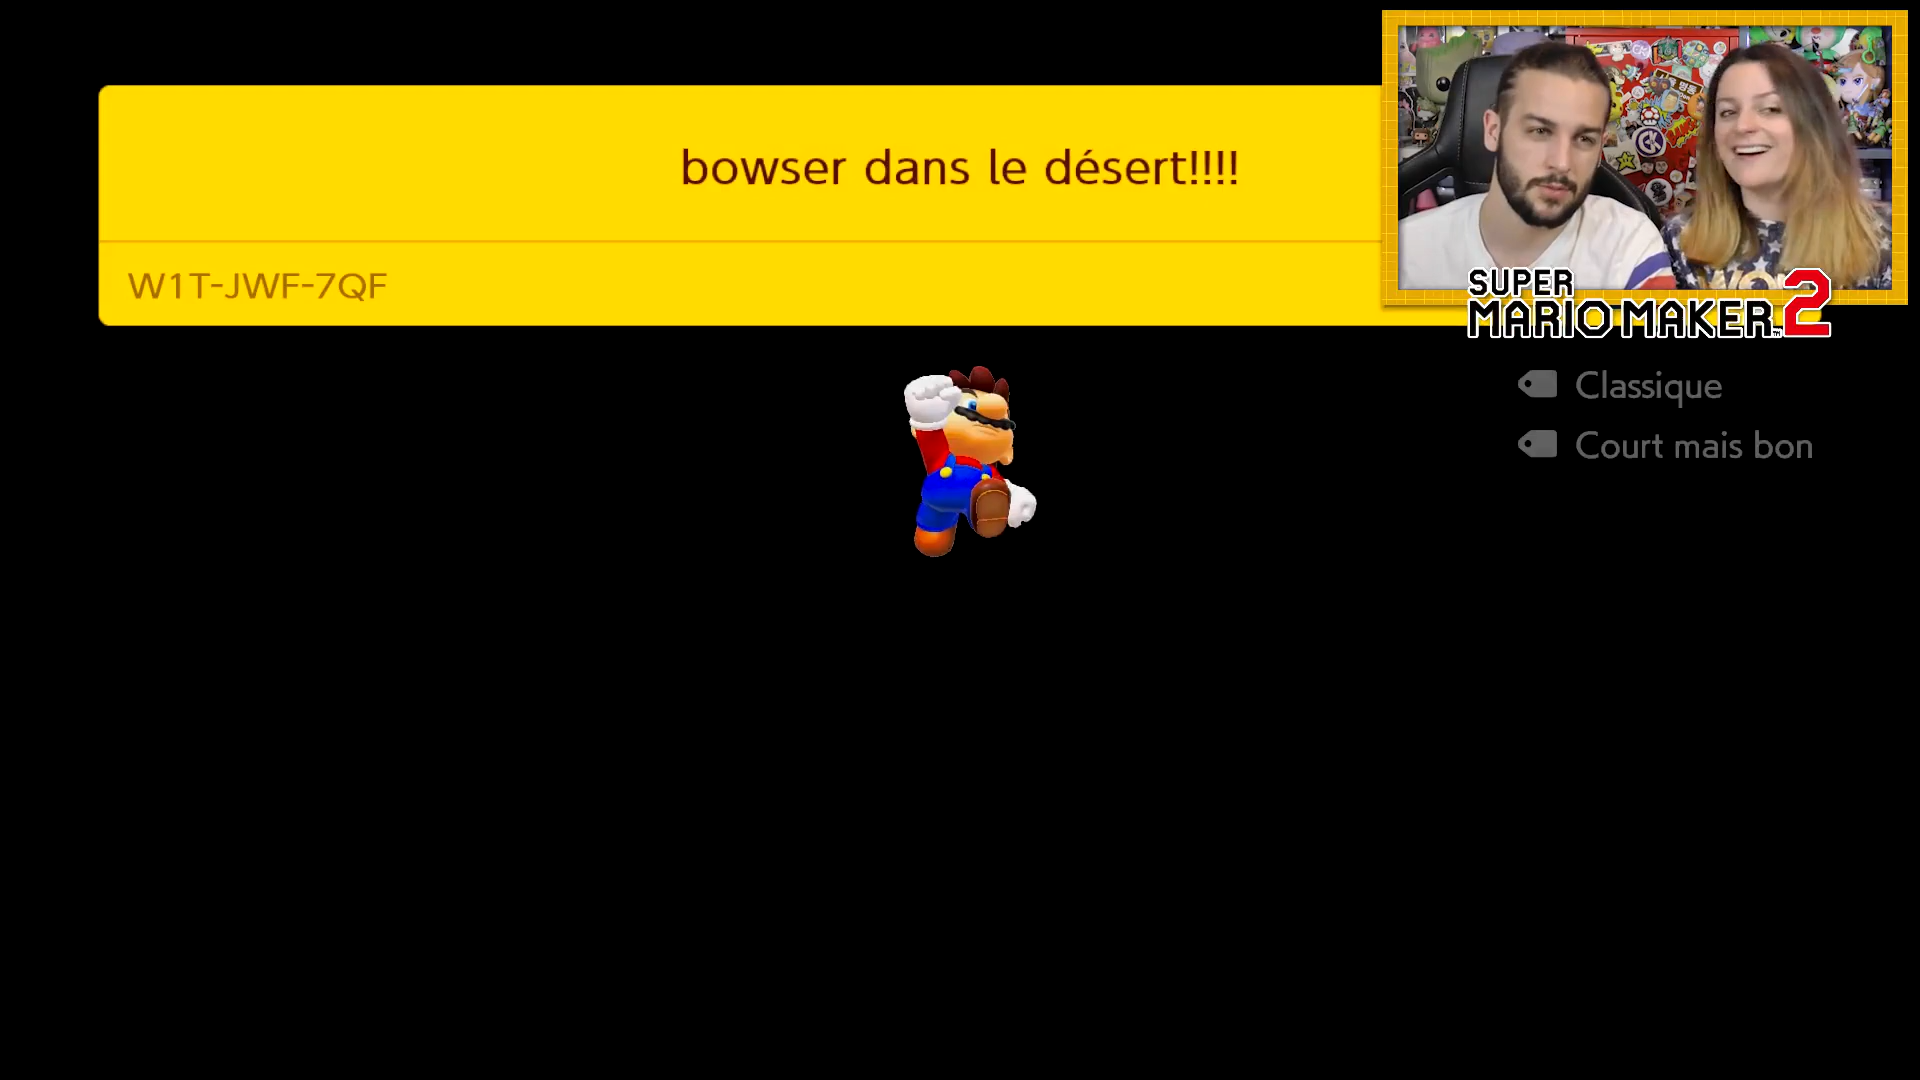 bowser dans le désert!!!!
W1T-JWF-7QF
SUPER
MARIO MAKER 2
Classique
Court mais bon